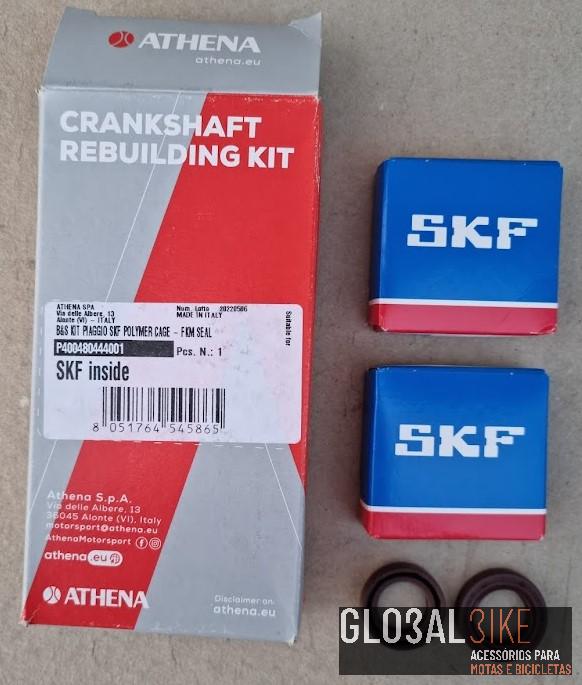 ATHENA
athena.eu
CRANKSHAFT
REBUILDING KIT
ATHENA SPA
Via delle Albere, 13
Alonte (VI) - ITALY
Num. Lotto 20220506
MADE IN ITALY
B&S KIT PIAGGIO SKF POLYMER CAGE - FKM SEAL
P400480444001 Pcs. N.: 1
SKF inside
Suitable for
8 051764 545865
Athena S.p.A.
Via delle Albere, 13
36045 Alonte (VI), Italy
motorsport@athena.eu
AthenaMotorsport
athena.eu
ATHENA
Disclaimer on:
athena.eu
SKF
SKF
GLO3AL3IKE
ACESSÓRIOS PARA
MOTAS E BICICLETAS